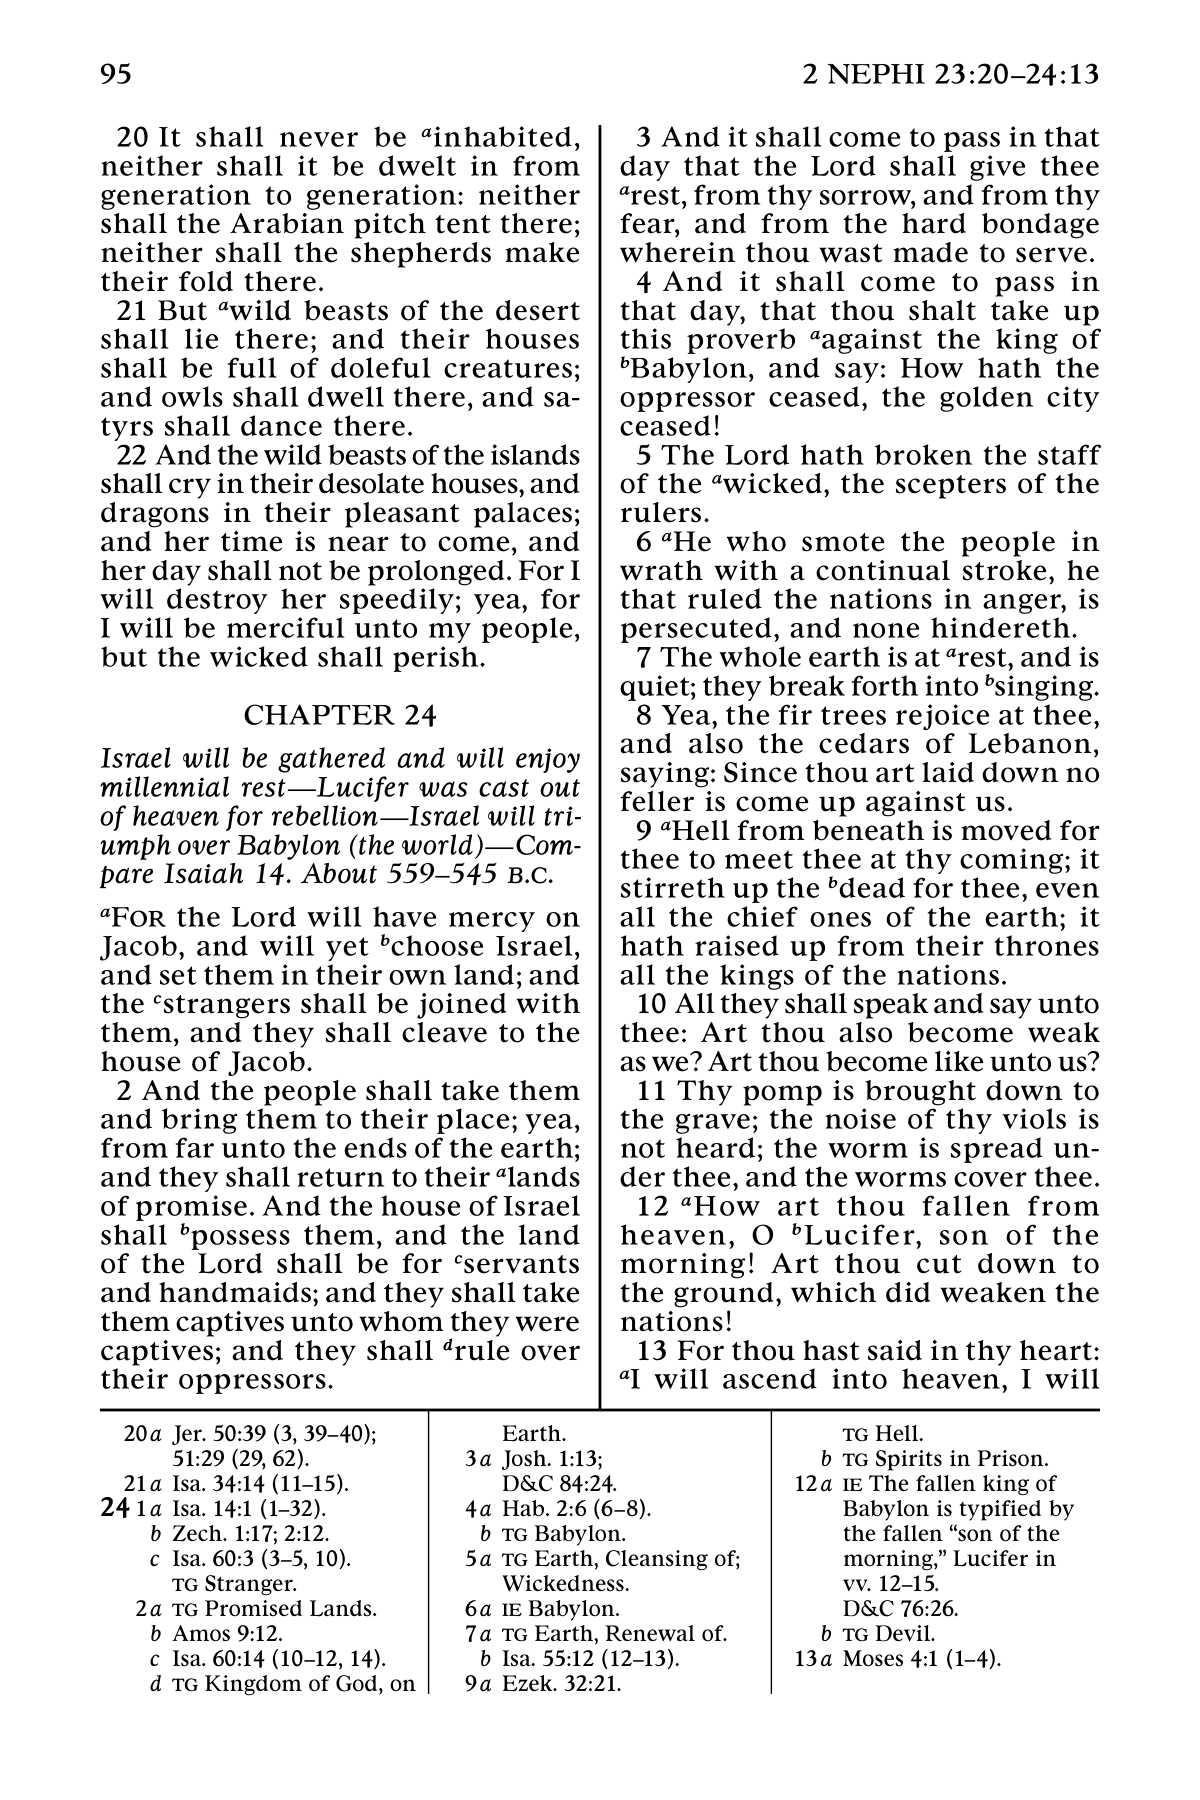 95
2 NEPHI 23:20–24:13
20 It shall never be ainhabited,
neither shall it be dwelt in from
generation to generation: neither
shall the Arabian pitch tent there;
neither shall the shepherds make
their fold there.
21 But awild beasts of the desert
shall lie there; and their houses
shall be full of doleful creatures;
and owls shall dwell there, and sa-
tyrs shall dance there.
22 And the wild beasts of the islands
shall cry in their desolate houses, and
dragons in their pleasant palaces;
and her time is near to come, and
her day shall not be prolonged. For I
will destroy her speedily; yea, for
I will be merciful unto my people,
but the wicked shall perish.
CHAPTER 24
Israel will be gathered and will enjoy
millennial rest—Lucifer was cast out
of heaven for rebellion—Israel will tri-
umph over Babylon (the world)—Com-
pare Isaiah 14. About 559–545 B.C.
aFOR the Lord will have mercy on
Jacob, and will yet bchoose Israel,
and set them in their own land; and
the cstrangers shall be joined with
them, and they shall cleave to the
house of Jacob.
2 And the people shall take them
and bring them to their place; yea,
from far unto the ends of the earth;
and they shall return to their alands
of promise. And the house of Israel
shall bpossess them, and the land
of the Lord shall be for cservants
and handmaids; and they shall take
them captives unto whom they were
captives; and they shall drule over
their oppressors.
3 And it shall come to pass in that
day that the Lord shall give thee
arest, from thy sorrow, and from thy
fear, and from the hard bondage
wherein thou wast made to serve.
4 And it shall come to pass in
that day, that thou shalt take up
this proverb aagainst the king of
bBabylon, and say: How hath the
oppressor ceased, the golden city
ceased!
5 The Lord hath broken the staff
of the awicked, the scepters of the
rulers.
6 aHe who smote the people in
wrath with a continual stroke, he
that ruled the nations in anger, is
persecuted, and none hindereth.
7 The whole earth is at arest, and is
quiet; they break forth into bsinging.
8 Yea, the fir trees rejoice at thee,
and also the cedars of Lebanon,
saying: Since thou art laid down no
feller is come up against us.
9 aHell from beneath is moved for
thee to meet thee at thy coming; it
stirreth up the bdead for thee, even
all the chief ones of the earth; it
hath raised up from their thrones
all the kings of the nations.
10 All they shall speak and say unto
thee: Art thou also become weak
as we? Art thou become like unto us?
11 Thy pomp is brought down to
the grave; the noise of thy viols is
not heard; the worm is spread un-
der thee, and the worms cover thee.
12 aHow art thou fallen from
heaven, O bLucifer, son of the
morning! Art thou cut down to
the ground, which did weaken the
nations!
13 For thou hast said in thy heart:
aI will ascend into heaven, I will
20a Jer. 50:39 (3, 39–40);
51:29 (29, 62).
21a Isa. 34:14 (11–15).
24 1a Isa. 14:1 (1–32).
b Zech. 1:17; 2:12.
c Isa. 60:3 (3–5, 10).
TG Stranger.
2a TG Promised Lands.
b Amos 9:12.
c Isa. 60:14 (10–12, 14).
d TG Kingdom of God, on
Earth.
3a Josh. 1:13;
D&C 84:24.
4a Hab. 2:6 (6–8).
b TG Babylon.
5a TG Earth, Cleansing of;
Wickedness.
6a IE Babylon.
7a TG Earth, Renewal of.
b Isa. 55:12 (12–13).
9a Ezek. 32:21.
TG Hell.
b TG Spirits in Prison.
12a IE The fallen king of
Babylon is typified by
the fallen “son of the
morning,” Lucifer in
vv. 12–15.
D&C 76:26.
b TG Devil.
13a Moses 4:1 (1–4).